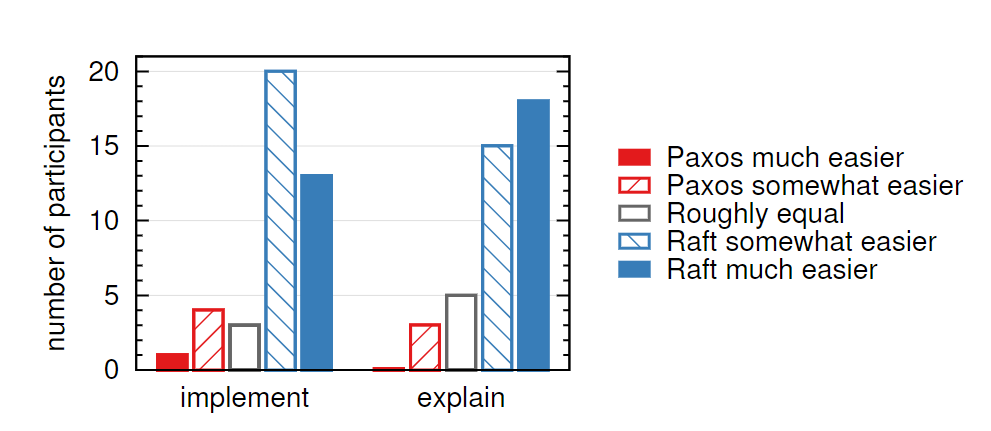 number of participants
20
15
10
5
0
implement
explain
Paxos much easier
Paxos somewhat easier
Roughly equal
Raft somewhat easier
Raft much easier